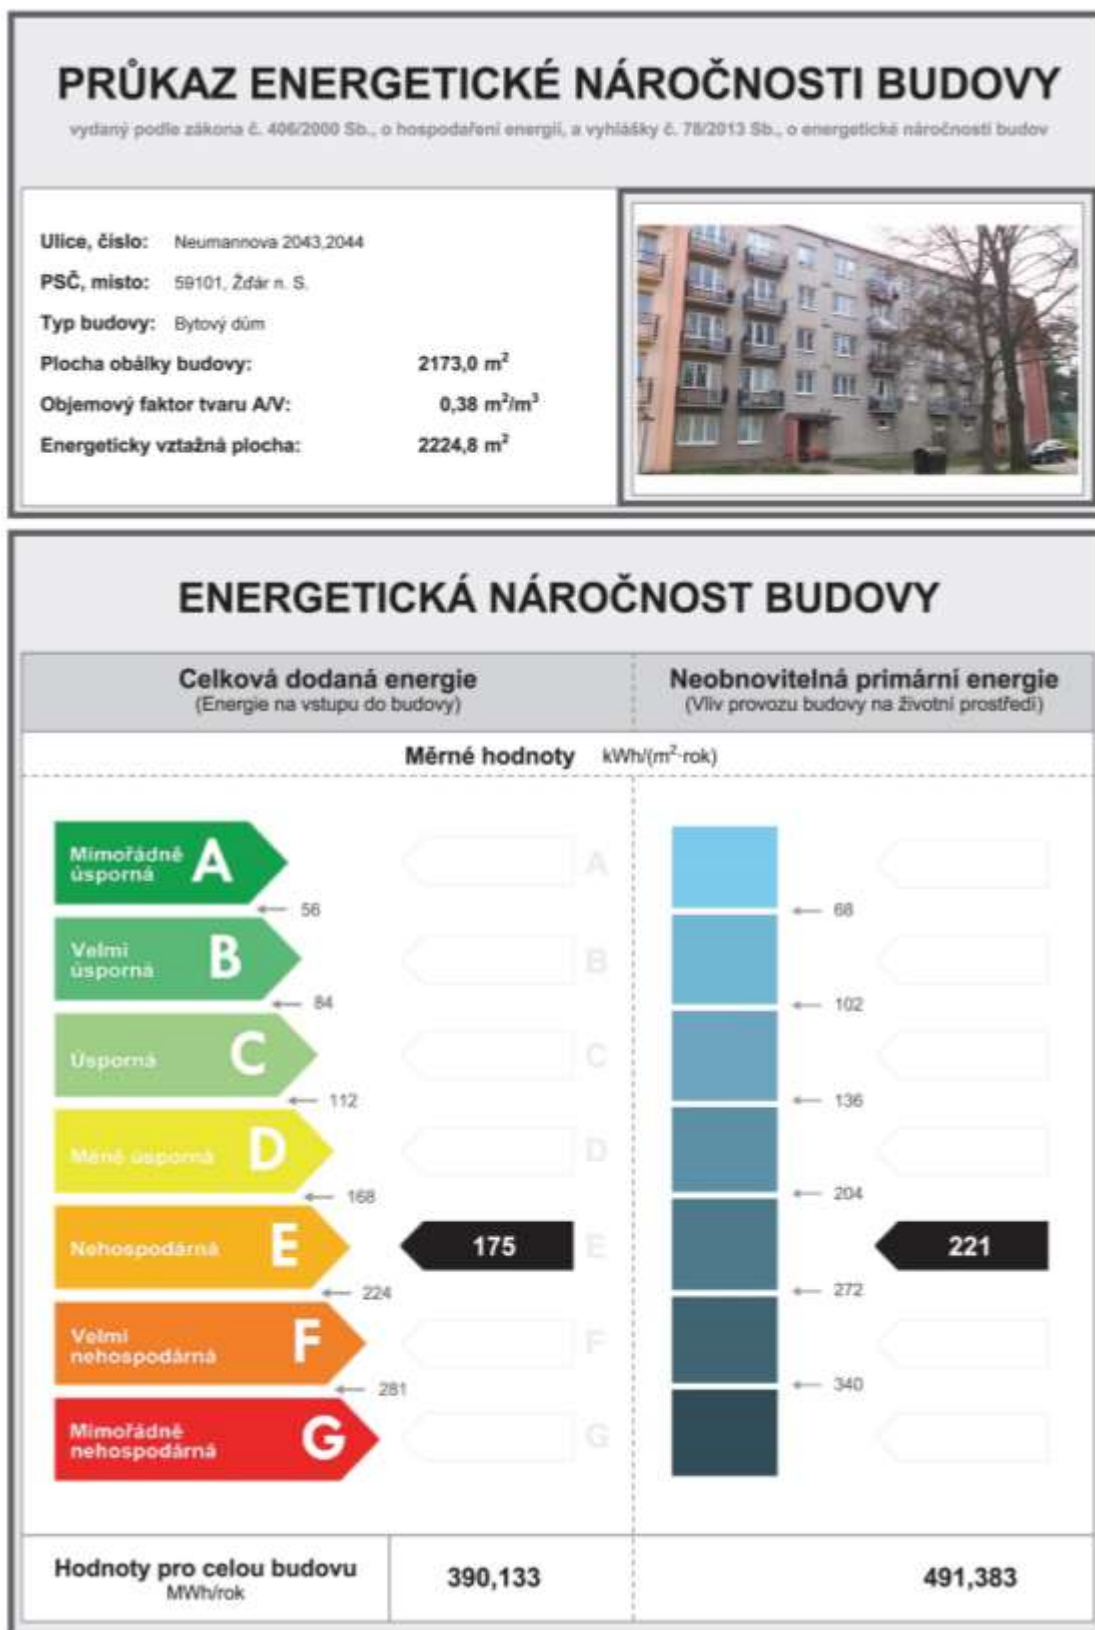 PRŮKAZ ENERGETICKÉ NÁROČNOSTI BUDOVY
vydaný podle zákona č. 406/2000 Sb., o hospodaření energií, a vyhlášky č. 78/2013 Sb., o energetické náročnosti budov
Ulice, číslo: Neumannova 2043,2044
PSČ, místo: 59101, Žďár n. S.
Typ budovy: Bytový dům
Plocha obálky budovy: 2173,0 m²
Objemový faktor tvaru A/V: 0,38 m²/m³
Energeticky vztažná plocha: 2224,8 m²
ENERGETICKÁ NÁROČNOST BUDOVY
Celková dodaná energie
(Energie na vstupu do budovy)
Neobnovitelná primární energie
(Vliv provozu budovy na životní prostředí)
Měrné hodnoty kWh/(m²·rok)
Mimořádně úsporná A A
56 68
Velmi úsporná B B
84 102
Úsporná C C
112 136
Méně úsporná D D
168 204
Nehospodárná E 175 E 221
224 272
Velmi nehospodárná F F
281 340
Mimořádně nehospodárná G G
Hodnoty pro celou budovu
MWh/rok
390,133 491,383